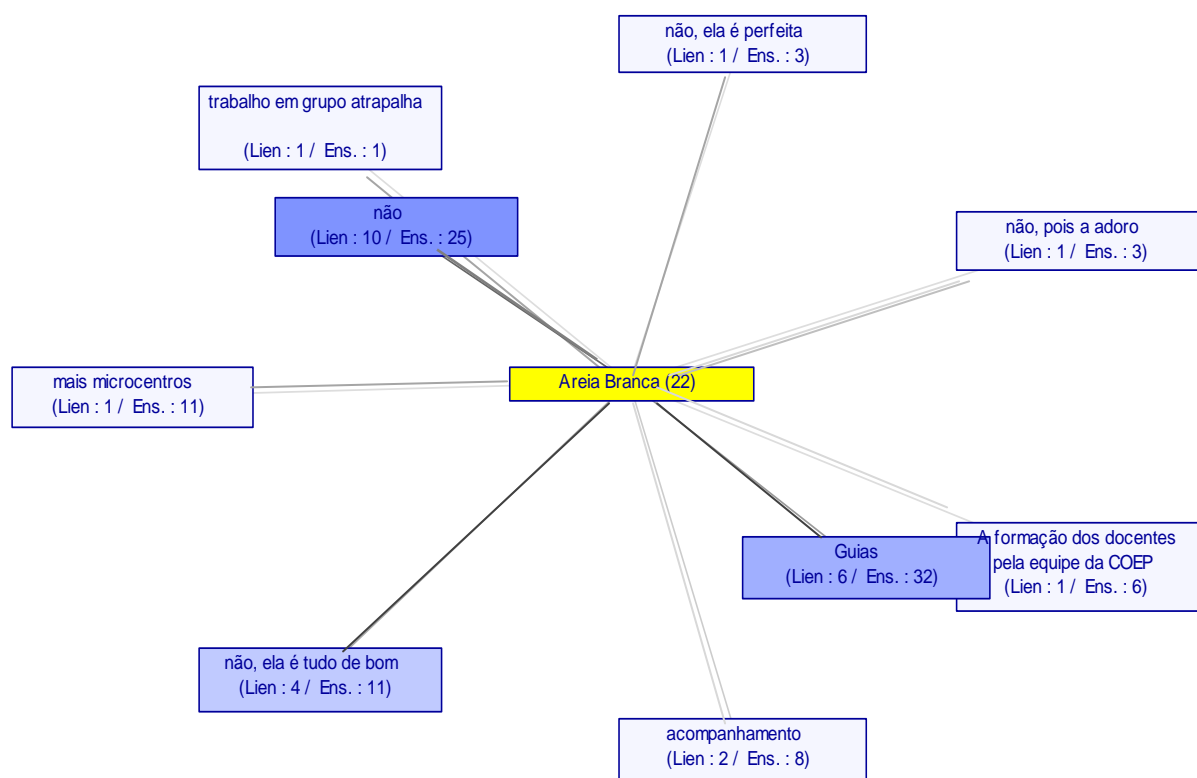 não, ela é perfeita
(Lien : 1 / Ens. : 3)
trabalho em grupo atrapalha
(Lien : 1 / Ens. : 1)
não
(Lien : 10 / Ens. : 25)
não, pois a adoro
(Lien : 1 / Ens. : 3)
mais microcentros
(Lien : 1 / Ens. : 11)
Areia Branca (22)
A formação dos docentes
pela equipe da COEP
(Lien : 1 / Ens. : 6)
Guias
(Lien : 6 / Ens. : 32)
não, ela é tudo de bom
(Lien : 4 / Ens. : 11)
acompanhamento
(Lien : 2 / Ens. : 8)